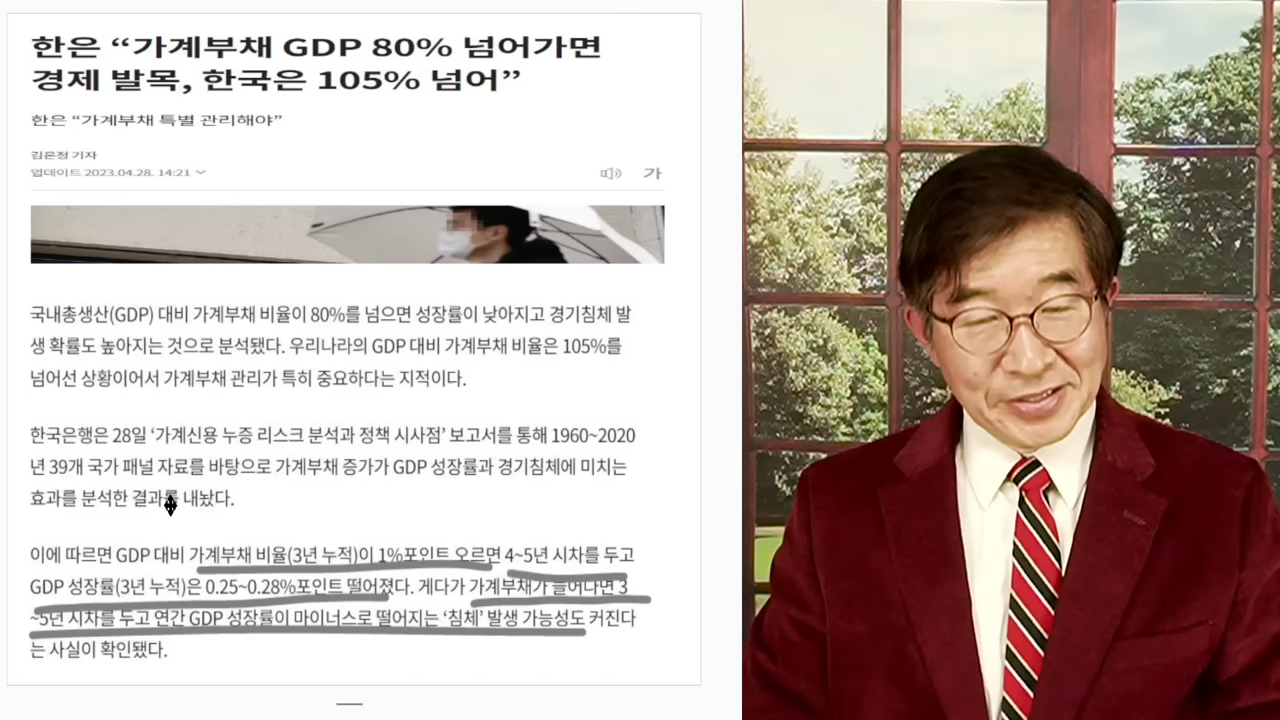 한은 “가계부채 GDP 80% 넘어가면
경제 발목, 한국은 105% 넘어”
한은 “가계부채 특별 관리해야”
김은정 기자
업데이트 2023.04.28. 14:21
가
국내총생산(GDP) 대비 가계부채 비율이 80%를 넘으면 성장률이 낮아지고 경기침체 발
생 확률도 높아지는 것으로 분석됐다. 우리나라의 GDP 대비 가계부채 비율은 105%를
넘어선 상황이어서 가계부채 관리가 특히 중요하다는 지적이다.
한국은행은 28일 ‘가계신용 누증 리스크 분석과 정책 시사점’ 보고서를 통해 1960~2020
년 39개 국가 패널 자료를 바탕으로 가계부채 증가가 GDP 성장률과 경기침체에 미치는
효과를 분석한 결과를 내놨다.
이에 따르면 GDP 대비 가계부채 비율(3년 누적)이 1%포인트 오르면 4~5년 시차를 두고
GDP 성장률(3년 누적)은 0.25~0.28%포인트 떨어졌다. 게다가 가계부채가 늘어나면 3
~5년 시차를 두고 연간 GDP 성장률이 마이너스로 떨어지는 ‘침체’ 발생 가능성도 커진다
는 사실이 확인됐다.